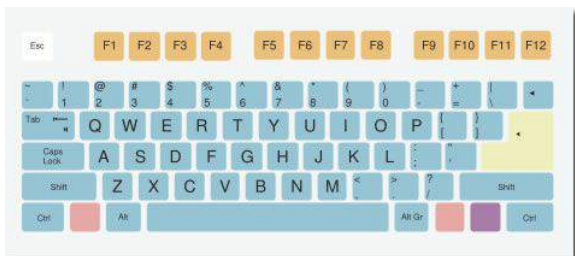 Esc F1 F2 F3 F4 F5 F6 F7 F8 F9 F10 F11 F12
~ ! @ # $ % ^ & * ( ) _ + |
` 1 2 3 4 5 6 7 8 9 0 - = \
Tab Q W E R T Y U I O P { }
[ ]
Caps Lock A S D F G H J K L : "
; '
Shift Z X C V B N M < > ? Shift
, . /
Ctrl Alt Alt Gr Ctrl